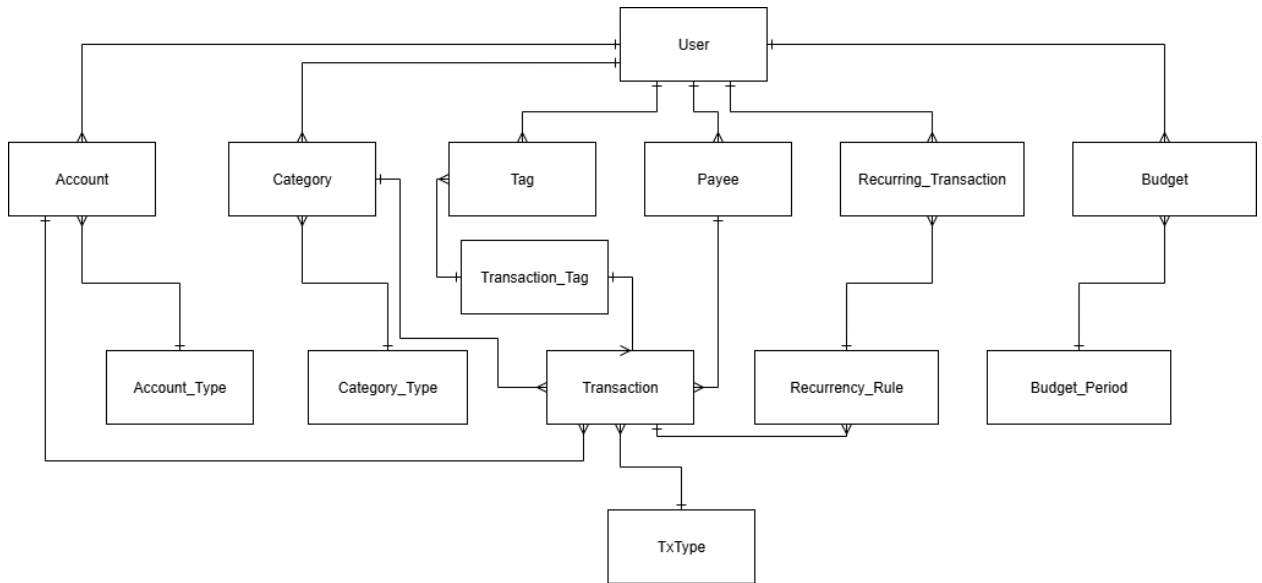 User
Account
Category
Tag
Payee
Recurring_Transaction
Budget
Transaction_Tag
Account_Type
Category_Type
Transaction
Recurrency_Rule
Budget_Period
TxType